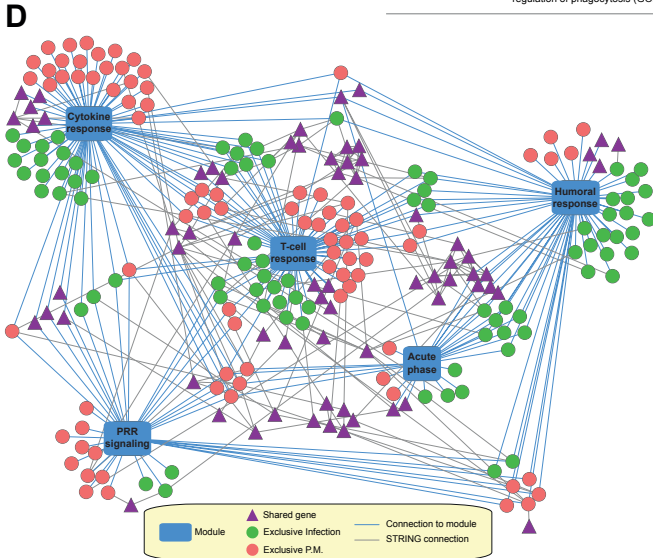 regulation of phagocytosis (GO
D
Cytokine
response
Humoral
response
T-cell
response
Acute
phase
PRR
signaling
Module
Shared gene
Exclusive Infection
Exclusive P.M.
Connection to module
STRING connection